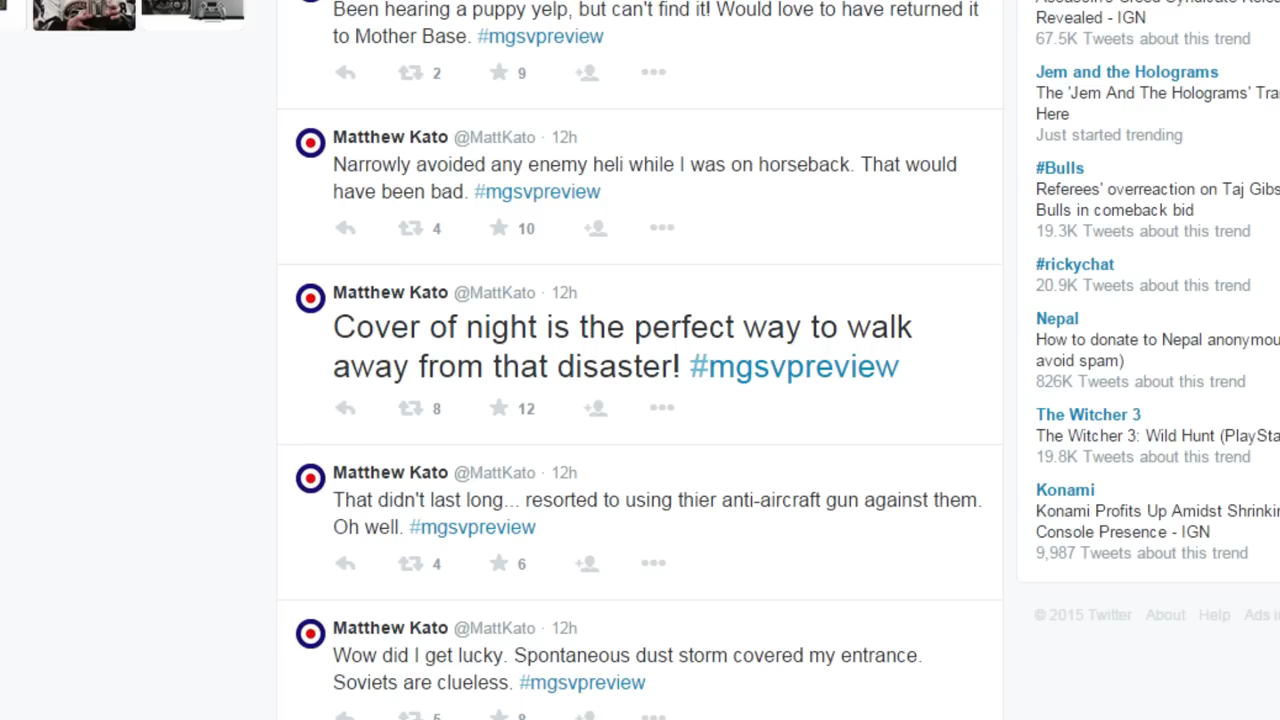 Been hearing a puppy yelp, but can't find it! Would love to have returned it
to Mother Base. #mgsvpreview
2
9
Matthew Kato @MattKato · 12h
Narrowly avoided any enemy heli while I was on horseback. That would
have been bad. #mgsvpreview
4
10
Matthew Kato @MattKato · 12h
Cover of night is the perfect way to walk
away from that disaster! #mgsvpreview
8
12
Matthew Kato @MattKato · 12h
That didn't last long... resorted to using thier anti-aircraft gun against them.
Oh well. #mgsvpreview
4
6
Matthew Kato @MattKato · 12h
Wow did I get lucky. Spontaneous dust storm covered my entrance.
Soviets are clueless. #mgsvpreview
5
8
Revealed - IGN
67.5K Tweets about this trend
Jem and the Holograms
The 'Jem And The Holograms' Tra
Here
Just started trending
#Bulls
Referees' overreaction on Taj Gibs
Bulls in comeback bid
19.3K Tweets about this trend
#rickychat
20.9K Tweets about this trend
Nepal
How to donate to Nepal anonymou
avoid spam)
826K Tweets about this trend
The Witcher 3
The Witcher 3: Wild Hunt (PlaySta
19.8K Tweets about this trend
Konami
Konami Profits Up Amidst Shrinkin
Console Presence - IGN
9,987 Tweets about this trend
© 2015 Twitter About Help Ads in